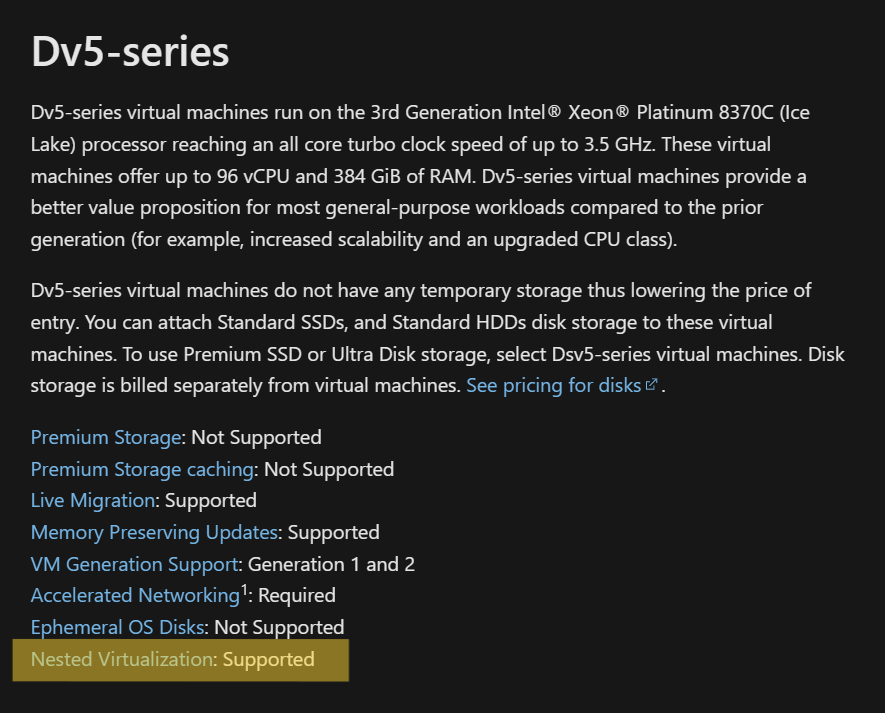 Dv5-series
Dv5-series virtual machines run on the 3rd Generation Intel® Xeon® Platinum 8370C (Ice
Lake) processor reaching an all core turbo clock speed of up to 3.5 GHz. These virtual
machines offer up to 96 vCPU and 384 GiB of RAM. Dv5-series virtual machines provide a
better value proposition for most general-purpose workloads compared to the prior
generation (for example, increased scalability and an upgraded CPU class).
Dv5-series virtual machines do not have any temporary storage thus lowering the price of
entry. You can attach Standard SSDs, and Standard HDDs disk storage to these virtual
machines. To use Premium SSD or Ultra Disk storage, select Dsv5-series virtual machines. Disk
storage is billed separately from virtual machines. See pricing for disks.
Premium Storage: Not Supported
Premium Storage caching: Not Supported
Live Migration: Supported
Memory Preserving Updates: Supported
VM Generation Support: Generation 1 and 2
Accelerated Networking¹: Required
Ephemeral OS Disks: Not Supported
Nested Virtualization: Supported